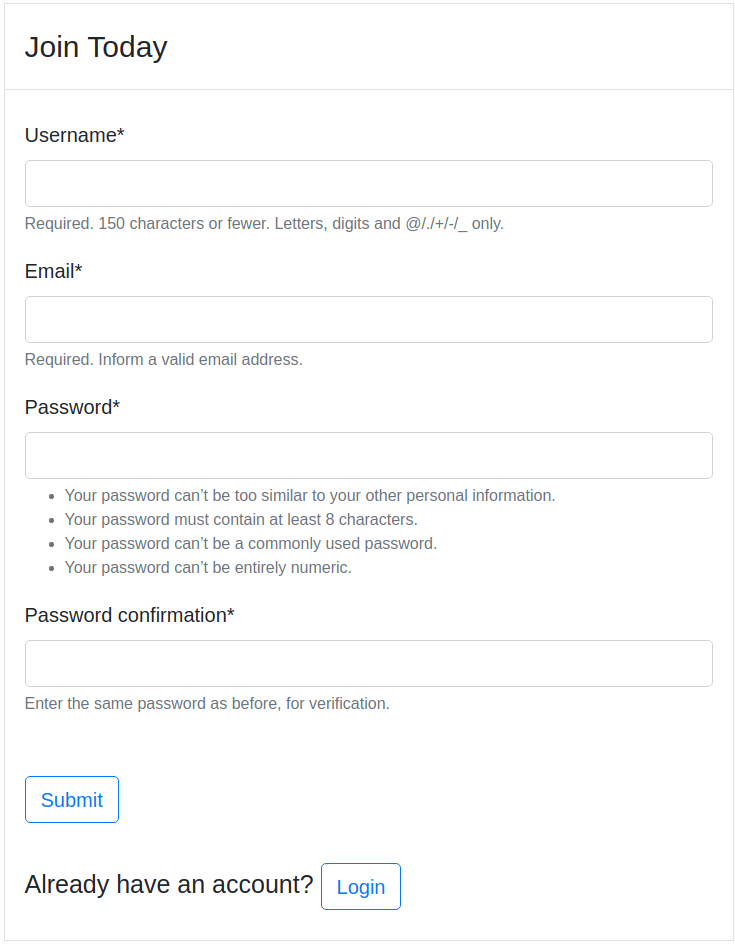 Join Today
Username*
Required. 150 characters or fewer. Letters, digits and @/./+/-/_ only.
Email*
Required. Inform a valid email address.
Password*
• Your password can’t be too similar to your other personal information.
• Your password must contain at least 8 characters.
• Your password can’t be a commonly used password.
• Your password can’t be entirely numeric.
Password confirmation*
Enter the same password as before, for verification.
Submit
Already have an account? Login